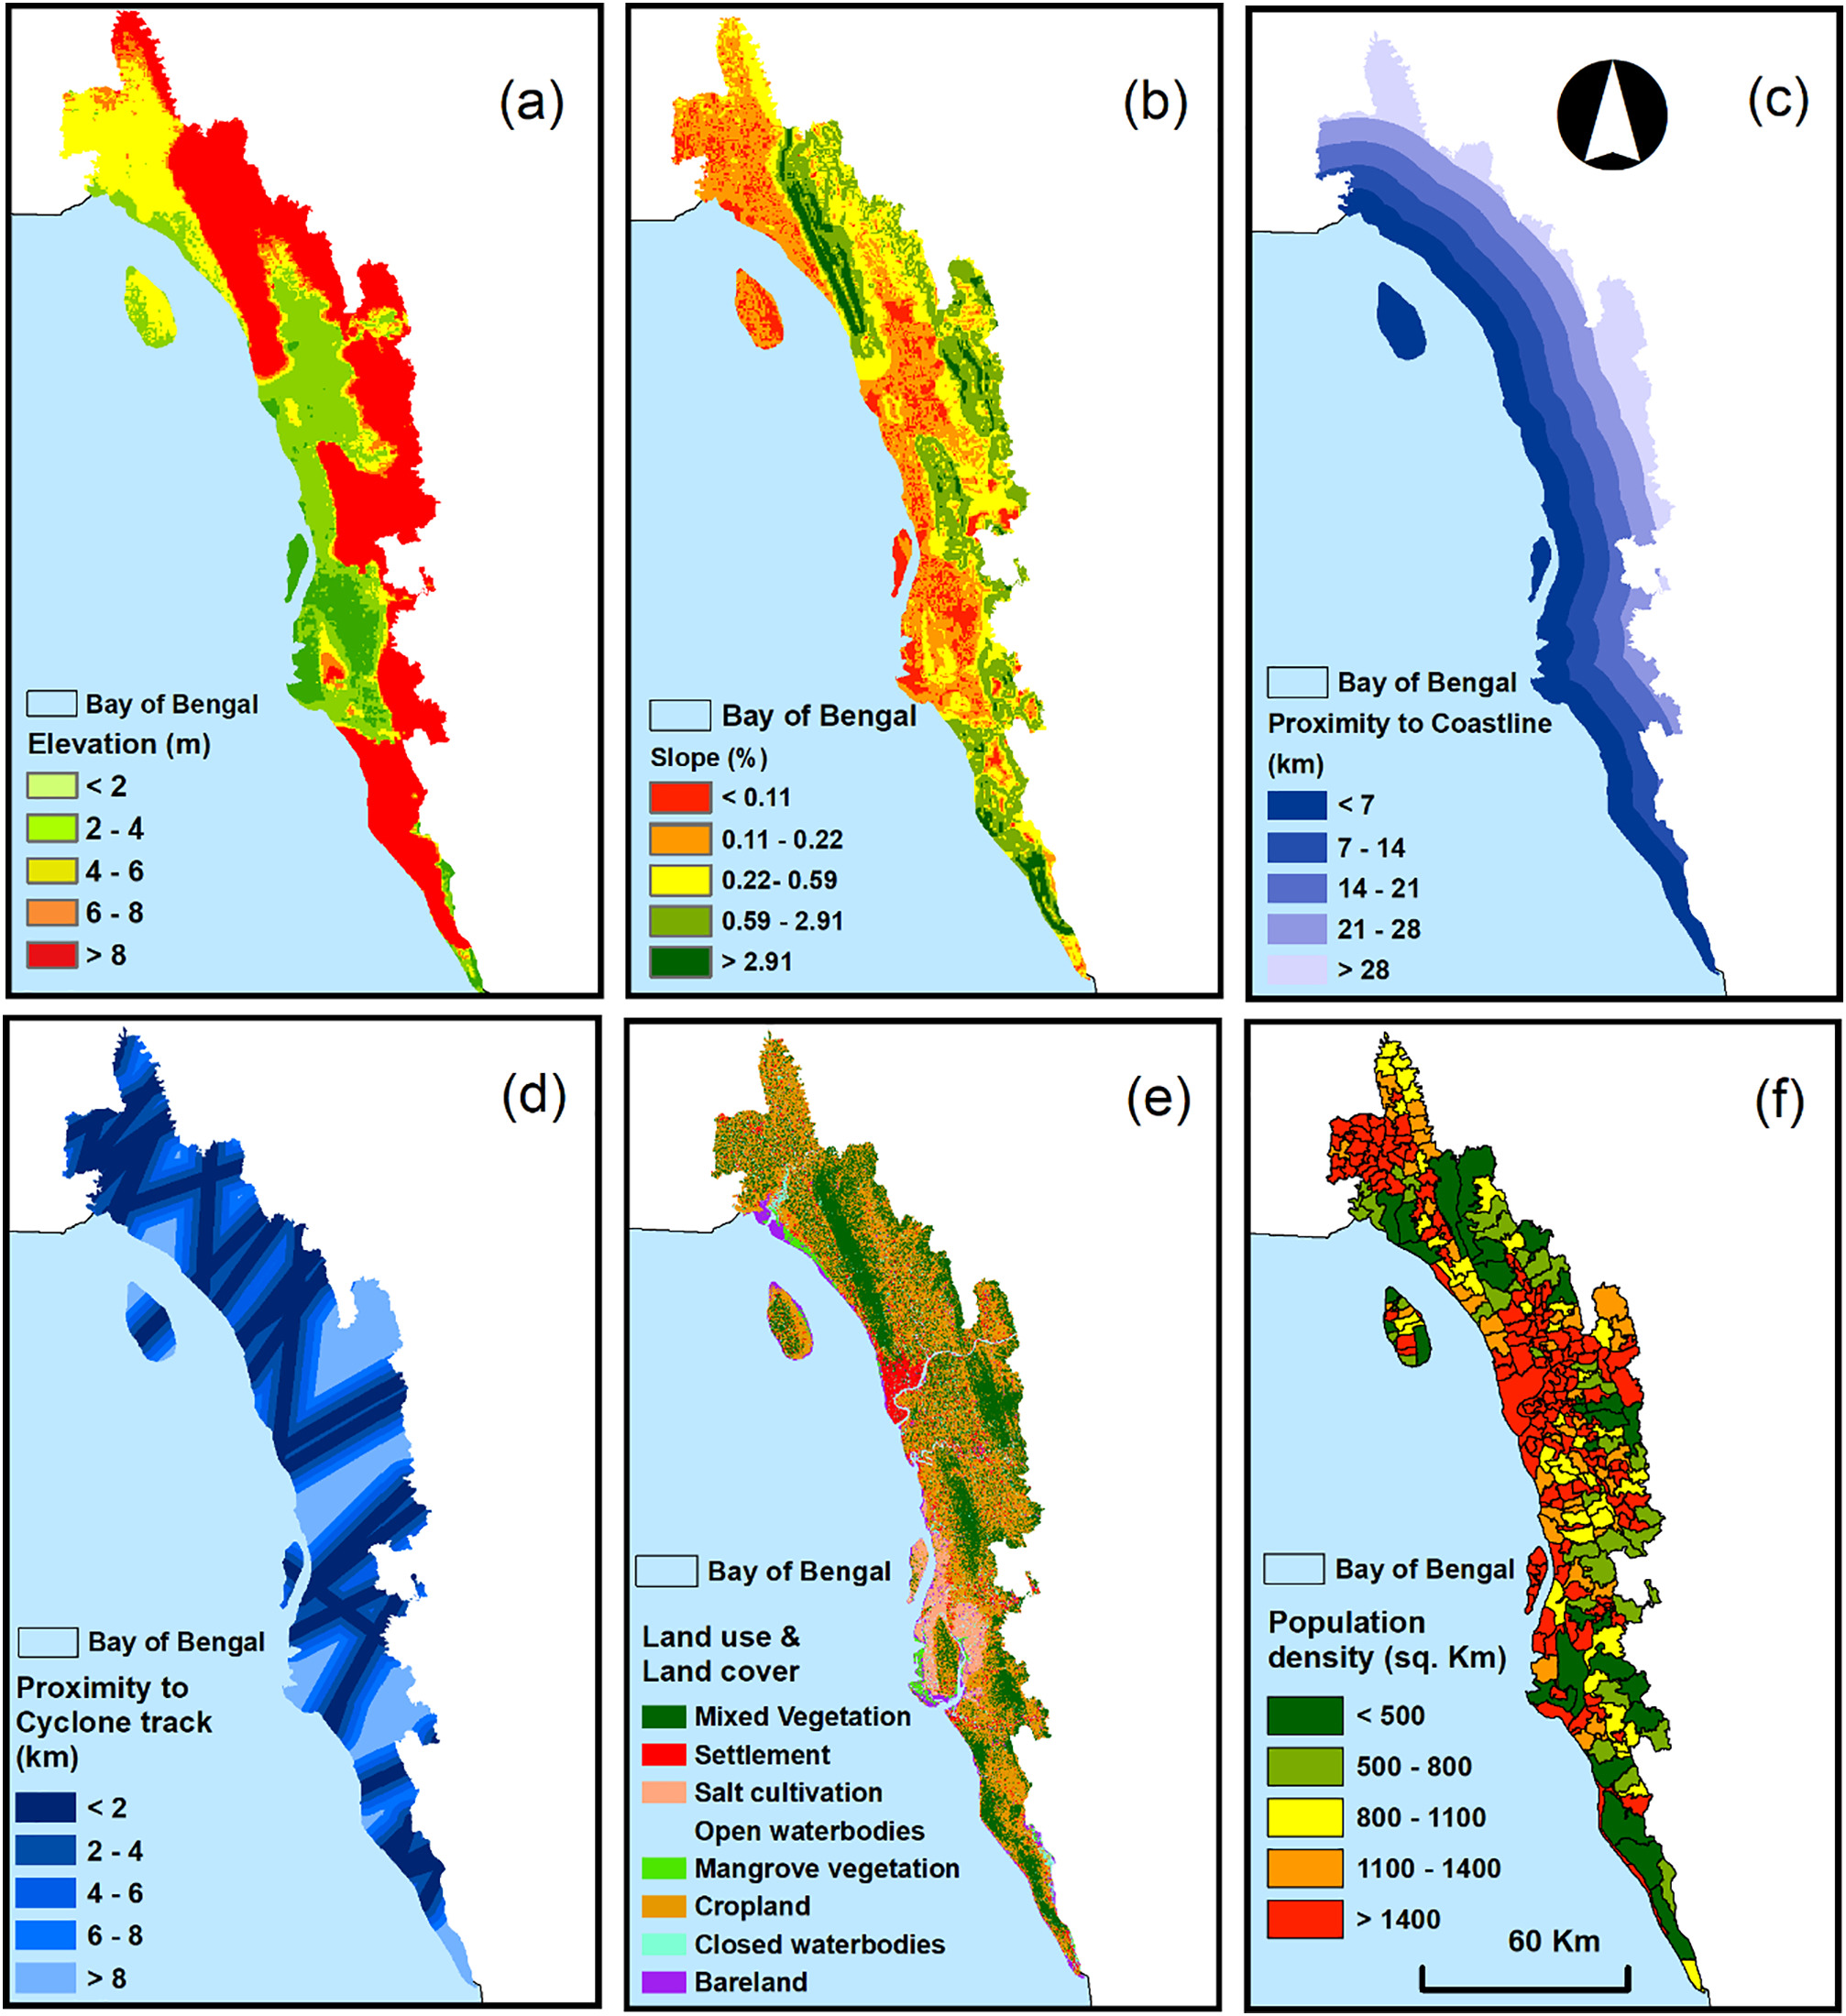 (a)
Bay of Bengal
Elevation (m)
< 2
2 - 4
4 - 6
6 - 8
> 8
(b)
Bay of Bengal
Slope (%)
< 0.11
0.11 - 0.22
0.22- 0.59
0.59 - 2.91
> 2.91
(c)
Bay of Bengal
Proximity to Coastline
(km)
< 7
7 - 14
14 - 21
21 - 28
> 28
(d)
Bay of Bengal
Proximity to
Cyclone track
(km)
< 2
2 - 4
4 - 6
6 - 8
> 8
(e)
Bay of Bengal
Land use &
Land cover
Mixed Vegetation
Settlement
Salt cultivation
Open waterbodies
Mangrove vegetation
Cropland
Closed waterbodies
Bareland
(f)
Bay of Bengal
Population
density (sq. Km)
< 500
500 - 800
800 - 1100
1100 - 1400
> 1400
60 Km